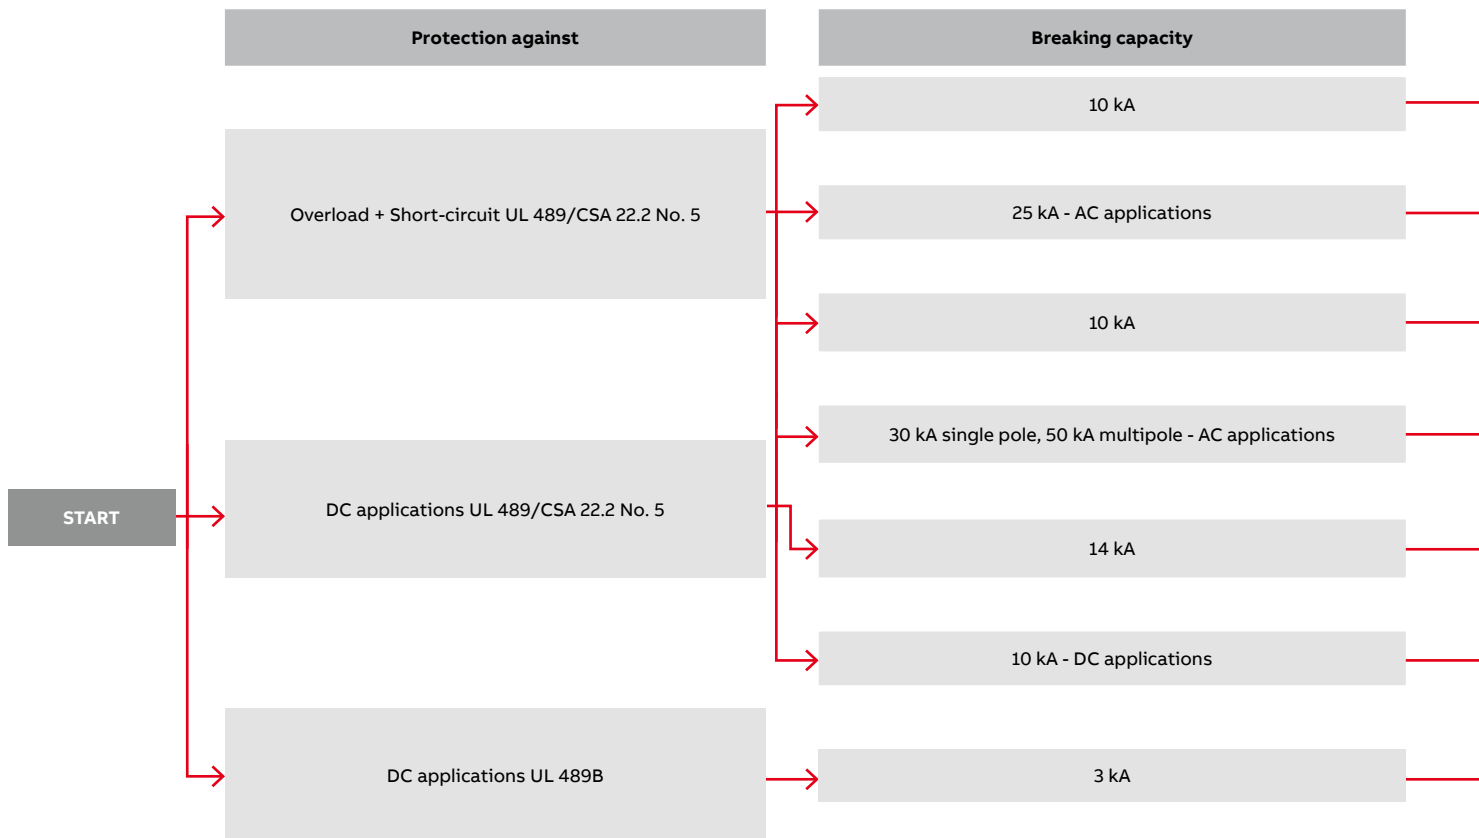 Protection against
Breaking capacity
10 kA
Overload + Short-circuit UL 489/CSA 22.2 No. 5
25 kA - AC applications
10 kA
30 kA single pole, 50 kA multipole - AC applications
START
DC applications UL 489/CSA 22.2 No. 5
14 kA
10 kA - DC applications
DC applications UL 489B
3 kA